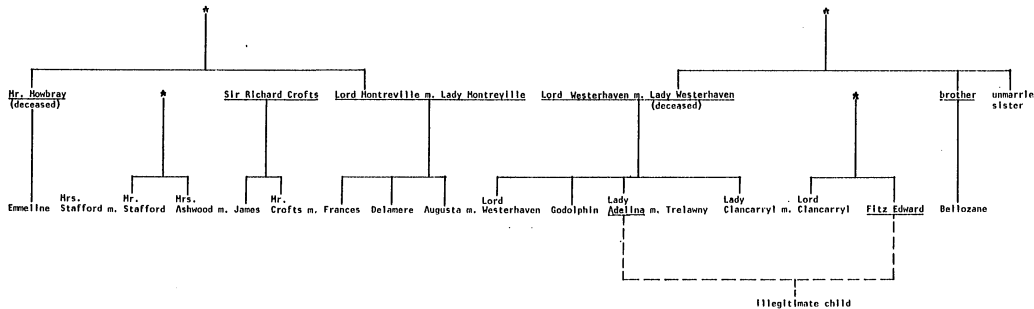 *
*
Mr. Mowbray
(deceased)
*
Sir Richard Crofts
Lord Montreville m. Lady Montreville
Lord Westerhaven m. Lady Westerhaven
(deceased)
*
brother
unmarrie
sister
Emmeline
Mrs.
Stafford m.
Mr.
Stafford
Mrs.
Ashwood m.
James
Mr.
Crofts m.
Frances
Delamere
Augusta m.
Lord
Westerhaven
Godolphin
Lady
Adelina m.
Trelawny
Lady
Clancarryl m.
Lord
Clancarryl
Fitz Edward
Bellozane
Illegitimate child